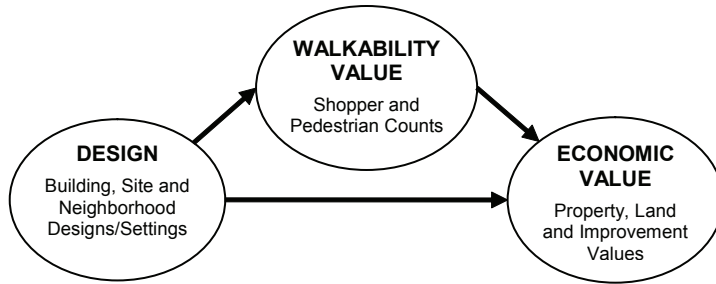 WALKABILITY
VALUE
Shopper and
Pedestrian Counts
DESIGN
Building, Site and
Neighborhood
Designs/Settings
ECONOMIC
VALUE
Property, Land
and Improvement
Values